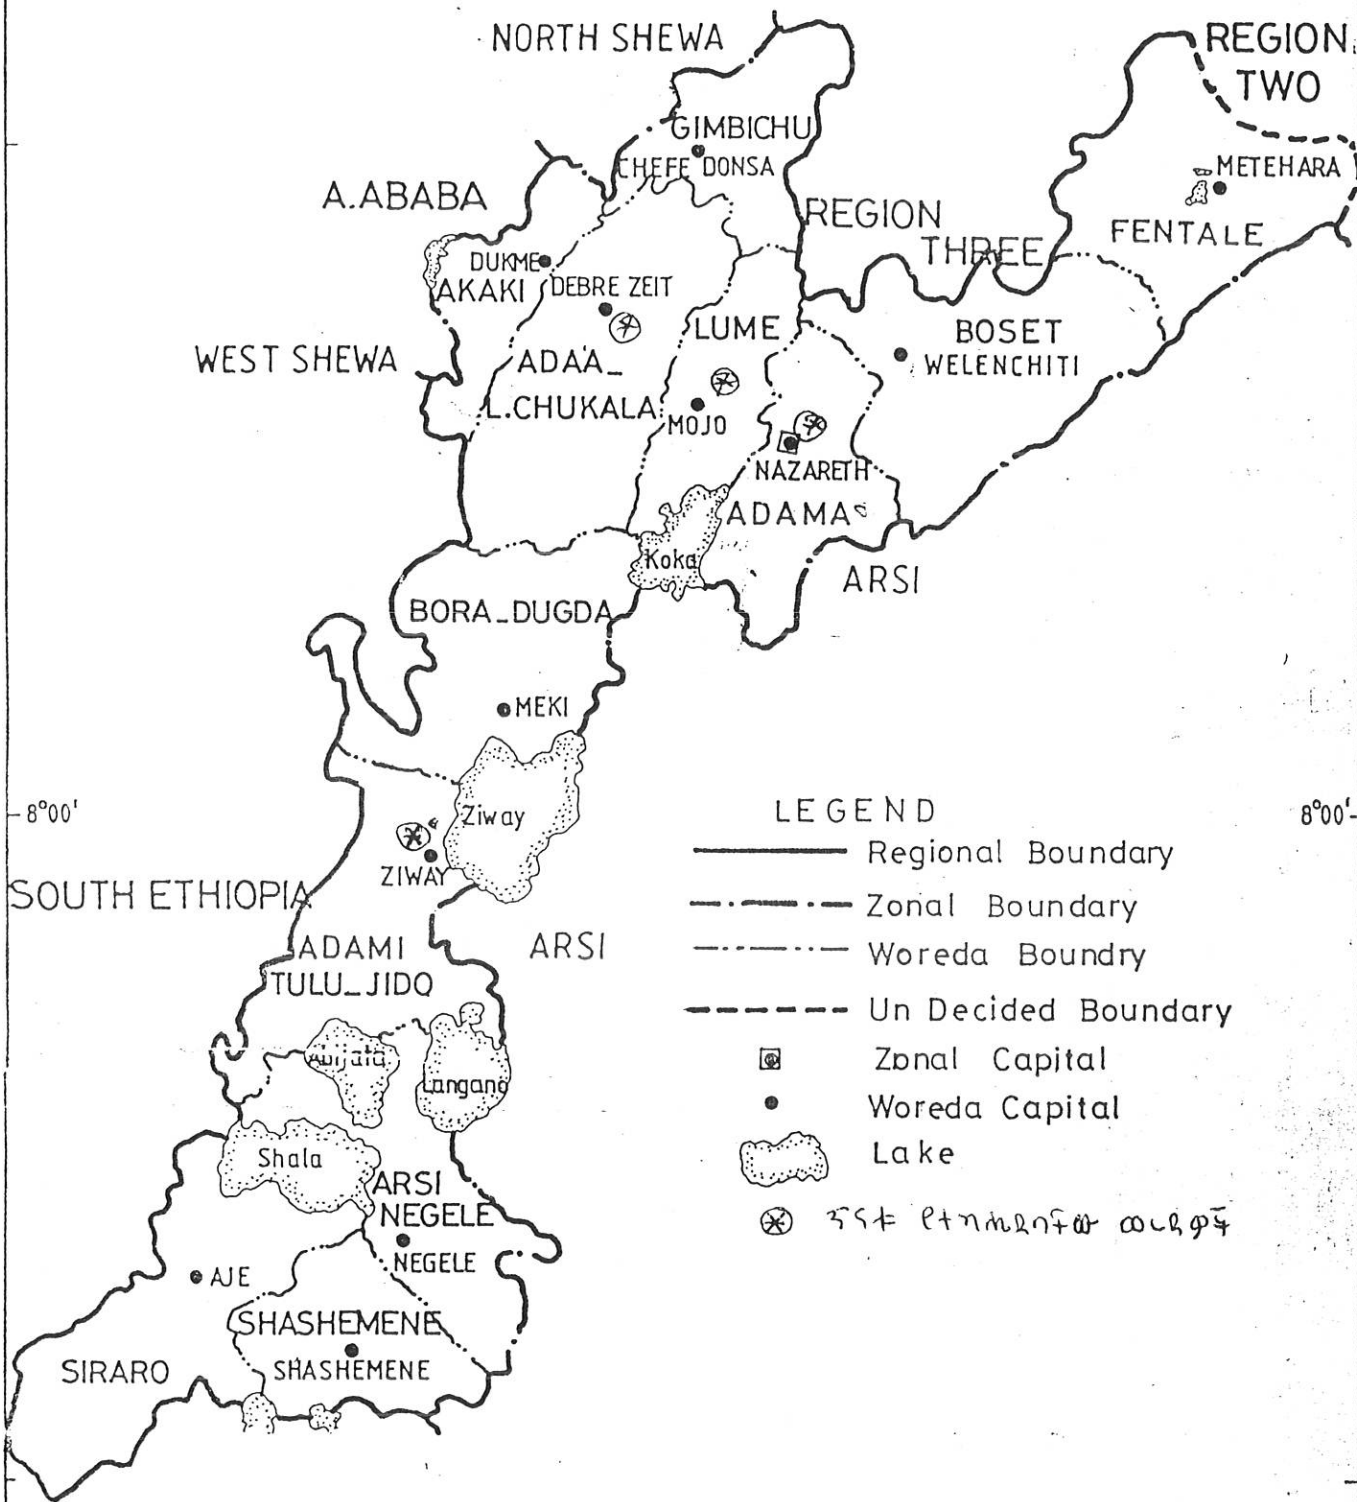 NORTH SHEWA
REGION
TWO
GIMBICHU
CHEFE DONSA
METEHARA
A.ABABA
REGION
THREE
FENTALE
DUKME
AKAKI
DEBRE ZEIT
LUME
BOSET
WELENCHITI
WEST SHEWA
ADAA_
L.CHUKALA
MOJO
NAZARETH
ADAMA
Koka
ARSI
BORA_DUGDA
MEKI
8°00'
Ziway
LEGEND
8°00'
Regional Boundary
ZIWAY
SOUTH ETHIOPIA
Zonal Boundary
ADAMI
TULU_JIDO
ARSI
Woreda Boundry
Un Decided Boundary
Abijata
Langano
Zonal Capital
Woreda Capital
Shala
Lake
ARSI
NEGELE
NEGELE
AJE
SHASHEMENE
SIRARO
SHASHEMENE